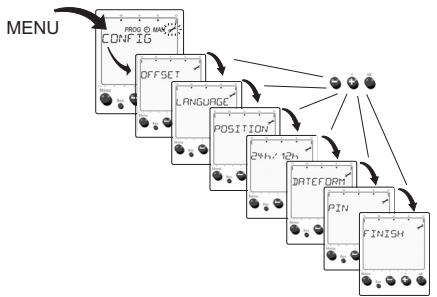 MENU
PROG MAN
CONFIG
OFFSET
LANGUAGE
POSITION
24h/12h
DATEFORM
PIN
FINISH